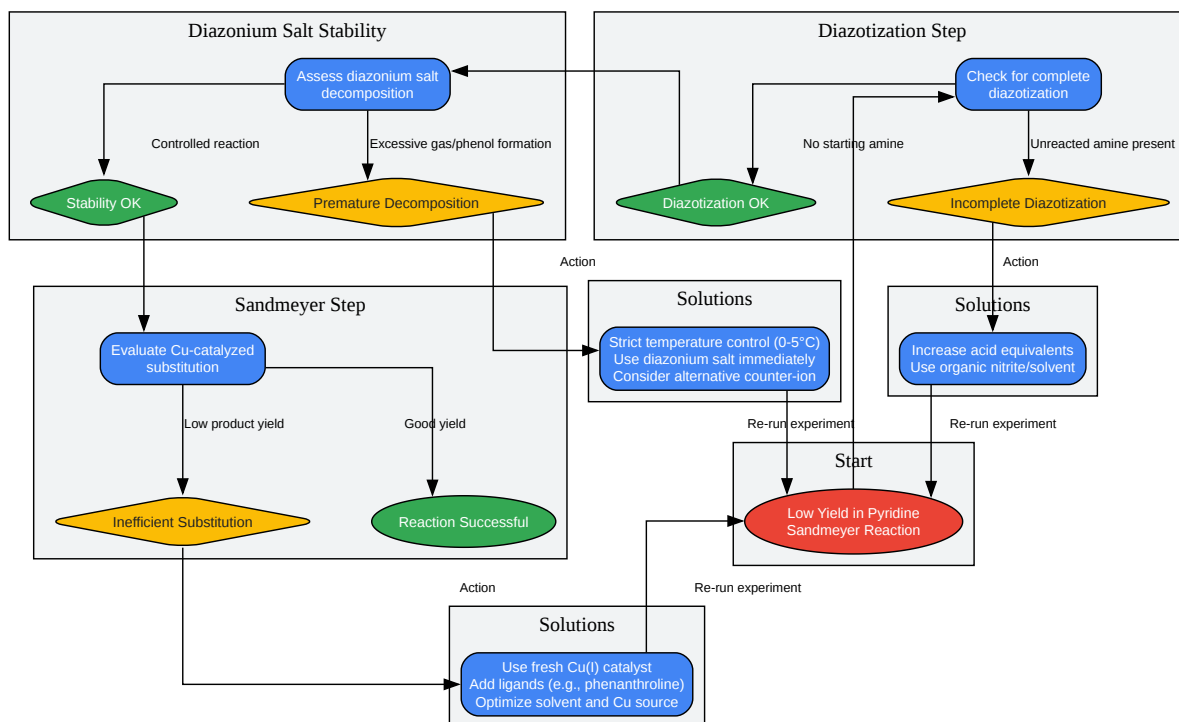 Diazonium Salt Stability
Assess diazonium salt
decomposition
Controlled reaction
Excessive gas/phenol formation
Stability OK
Premature Decomposition
Diazotization Step
Check for complete
diazotization
No starting amine
Unreacted amine present
Diazotization OK
Incomplete Diazotization
Action
Action
Sandmeyer Step
Evaluate Cu-catalyzed
substitution
Low product yield
Good yield
Inefficient Substitution
Reaction Successful
Solutions
Strict temperature control (0-5°C)
Use diazonium salt immediately
Consider alternative counter-ion
Solutions
Increase acid equivalents
Use organic nitrite/solvent
Re-run experiment
Re-run experiment
Start
Low Yield in Pyridine
Sandmeyer Reaction
Action
Re-run experiment
Solutions
Use fresh Cu(I) catalyst
Add ligands (e.g., phenanthroline)
Optimize solvent and Cu source